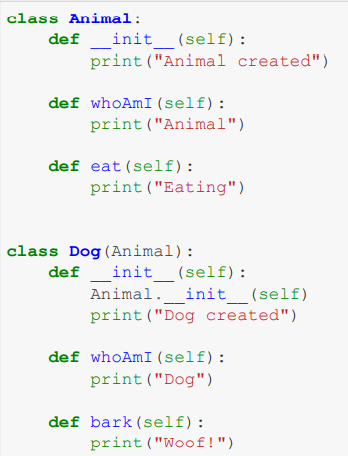 class Animal:
    def __init__(self):
        print("Animal created")

    def whoAmI(self):
        print("Animal")

    def eat(self):
        print("Eating")


class Dog(Animal):
    def __init__(self):
        Animal.__init__(self)
        print("Dog created")

    def whoAmI(self):
        print("Dog")

    def bark(self):
        print("Woof!")